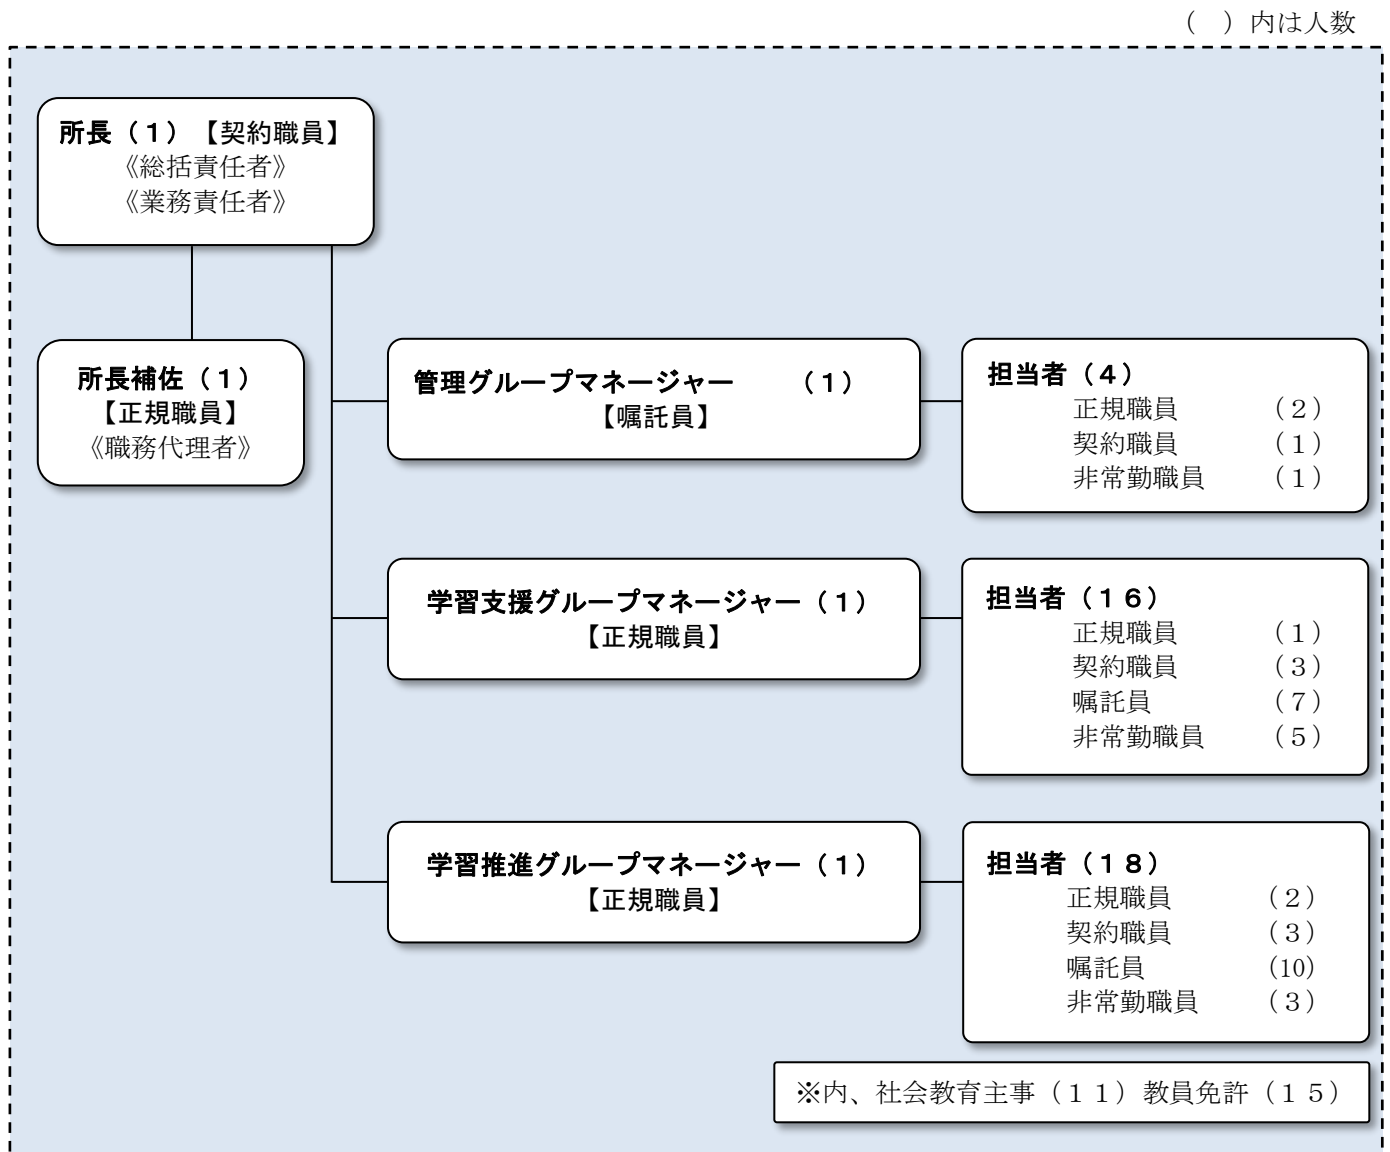 （　）内は人数
所長（１）【契約職員】
《総括責任者》
《業務責任者》
所長補佐（１）
【正規職員】
《職務代理者》
管理グループマネージャー　　（１）
【嘱託員】
担当者（４）
正規職員　　（２）
契約職員　　（１）
非常勤職員　　（１）
学習支援グループマネージャー（１）
【正規職員】
担当者（１６）
正規職員　　（１）
契約職員　　（３）
嘱託員　　（７）
非常勤職員　　（５）
学習推進グループマネージャー（１）
【正規職員】
担当者（１８）
正規職員　　（２）
契約職員　　（３）
嘱託員　　（10）
非常勤職員　　（３）
※内、社会教育主事（１１）教員免許（１５）